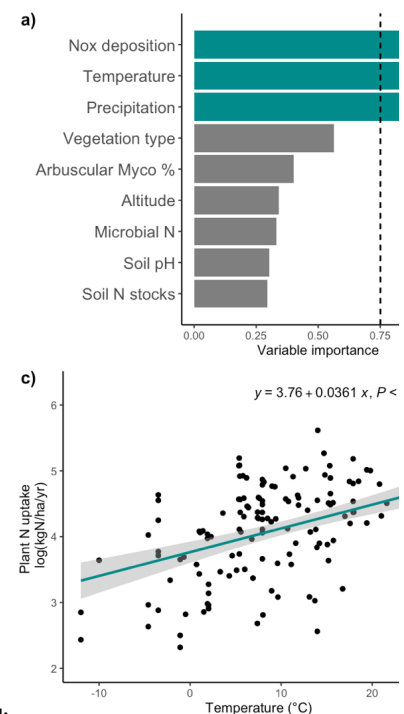 a)
Nox deposition
Temperature
Precipitation
Vegetation type
Arbuscular Myco %
Altitude
Microbial N
Soil pH
Soil N stocks
0.00 0.25 0.50 0.75
Variable importance
c)
y = 3.76 + 0.0361 x, P <
6
5
4
3
2
Plant N uptake
log(kgN/ha/yr)
-10 0 10 20
Temperature (°C)